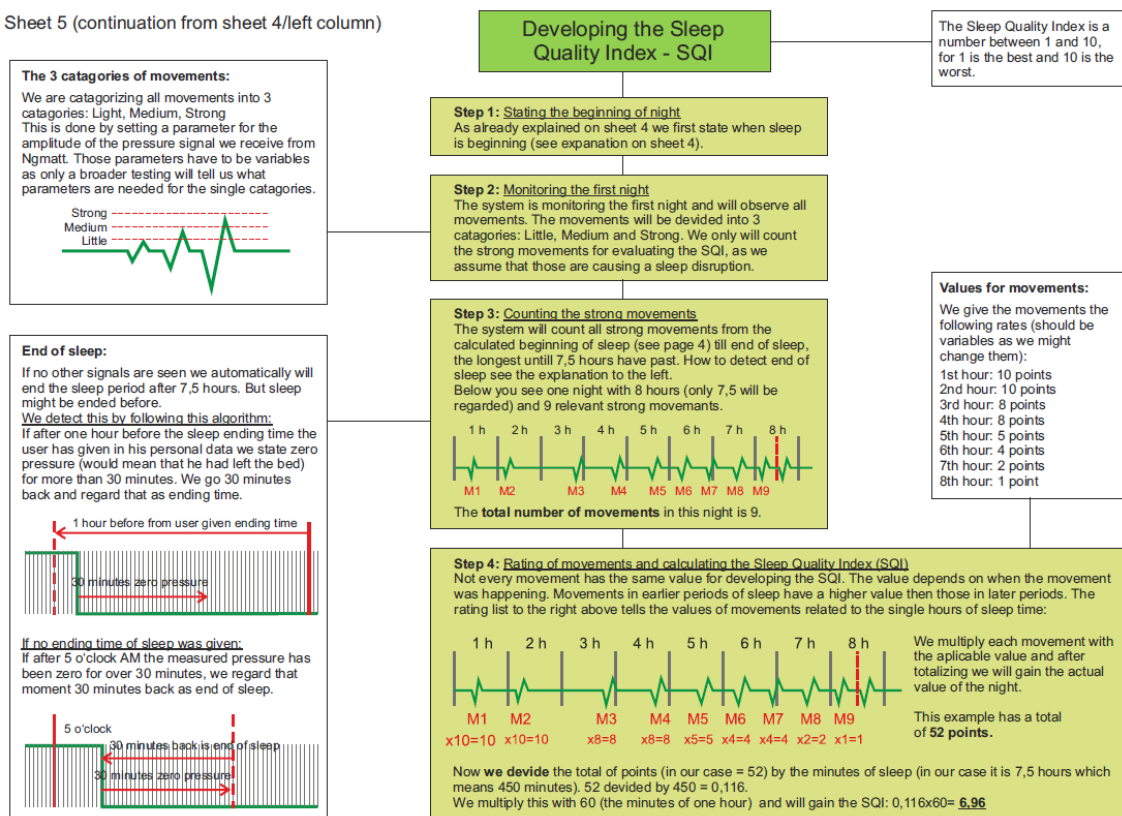 Sheet 5 (continuation from sheet 4/left column)
Developing the Sleep
Quality Index - SQI
The Sleep Quality Index is a
number between 1 and 10,
for 1 is the best and 10 is the
worst.
The 3 catagories of movements:
We are catagorizing all movements into 3
catagories: Light, Medium, Strong
This is done by setting a parameter for the
amplitude of the pressure signal we receive from
Ngmatt. Those parameters have to be variables
as only a broader testing will tell us what
parameters are needed for the single catagories.
Strong
Medium
Little
Step 1: Stating the beginning of night
As already explained on sheet 4 we first state when sleep
is beginning (see expanation on sheet 4).
Step 2: Monitoring the first night
The system is monitoring the first night and will observe all
movements. The movements will be devided into 3
catagories: Little, Medium and Strong. We only will count
the strong movements for evaluating the SQI, as we
assume that those are causing a sleep disruption.
Step 3: Counting the strong movements
The system will count all strong movements from the
calculated beginning of sleep (see page 4) till end of sleep,
the longest untill 7,5 hours have past. How to detect end of
sleep see the explanation to the left.
Below you see one night with 8 hours (only 7,5 will be
regarded) and 9 relevant strong movemants.
1 h 2 h 3 h 4 h 5 h 6 h 7 h 8 h
M1 M2 M3 M4 M5 M6 M7 M8 M9
The total number of movements in this night is 9.
Values for movements:
We give the movements the
following rates (should be
variables as we might
change them):
1st hour: 10 points
2nd hour: 10 points
3rd hour: 8 points
4th hour: 8 points
5th hour: 5 points
6th hour: 4 points
7th hour: 2 points
8th hour: 1 point
End of sleep:
If no other signals are seen we automatically will
end the sleep period after 7,5 hours. But sleep
might be ended before.
We detect this by following this algorithm:
If after one hour before the sleep ending time the
user has given in his personal data we state zero
pressure (would mean that he had left the bed)
for more than 30 minutes. We go 30 minutes
back and regard that as ending time.
1 hour before from user given ending time
30 minutes zero pressure
If no ending time of sleep was given:
If after 5 o'clock AM the measured pressure has
been zero for over 30 minutes, we regard that
moment 30 minutes back as end of sleep.
5 o'clock
30 minutes back is end of sleep
30 minutes zero pressure
Step 4: Rating of movements and calculating the Sleep Quality Index (SQI)
Not every movement has the same value for developing the SQI. The value depends on when the movement
was happening. Movements in earlier periods of sleep have a higher value then those in later periods. The
rating list to the right above tells the values of movements related to the single hours of sleep time:
1 h 2 h 3 h 4 h 5 h 6 h 7 h 8 h
M1 M2 M3 M4 M5 M6 M7 M8 M9
x10=10 x10=10 x8=8 x8=8 x5=5 x4=4 x4=4 x2=2 x1=1
We multiply each movement with
the aplicable value and after
totalizing we will gain the actual
value of the night.
This example has a total
of 52 points.
Now we devide the total of points (in our case = 52) by the minutes of sleep (in our case it is 7,5 hours which
means 450 minutes). 52 divided by 450 = 0,116.
We multiply this with 60 (the minutes of one hour) and will gain the SQI: 0,116x60= 6,96